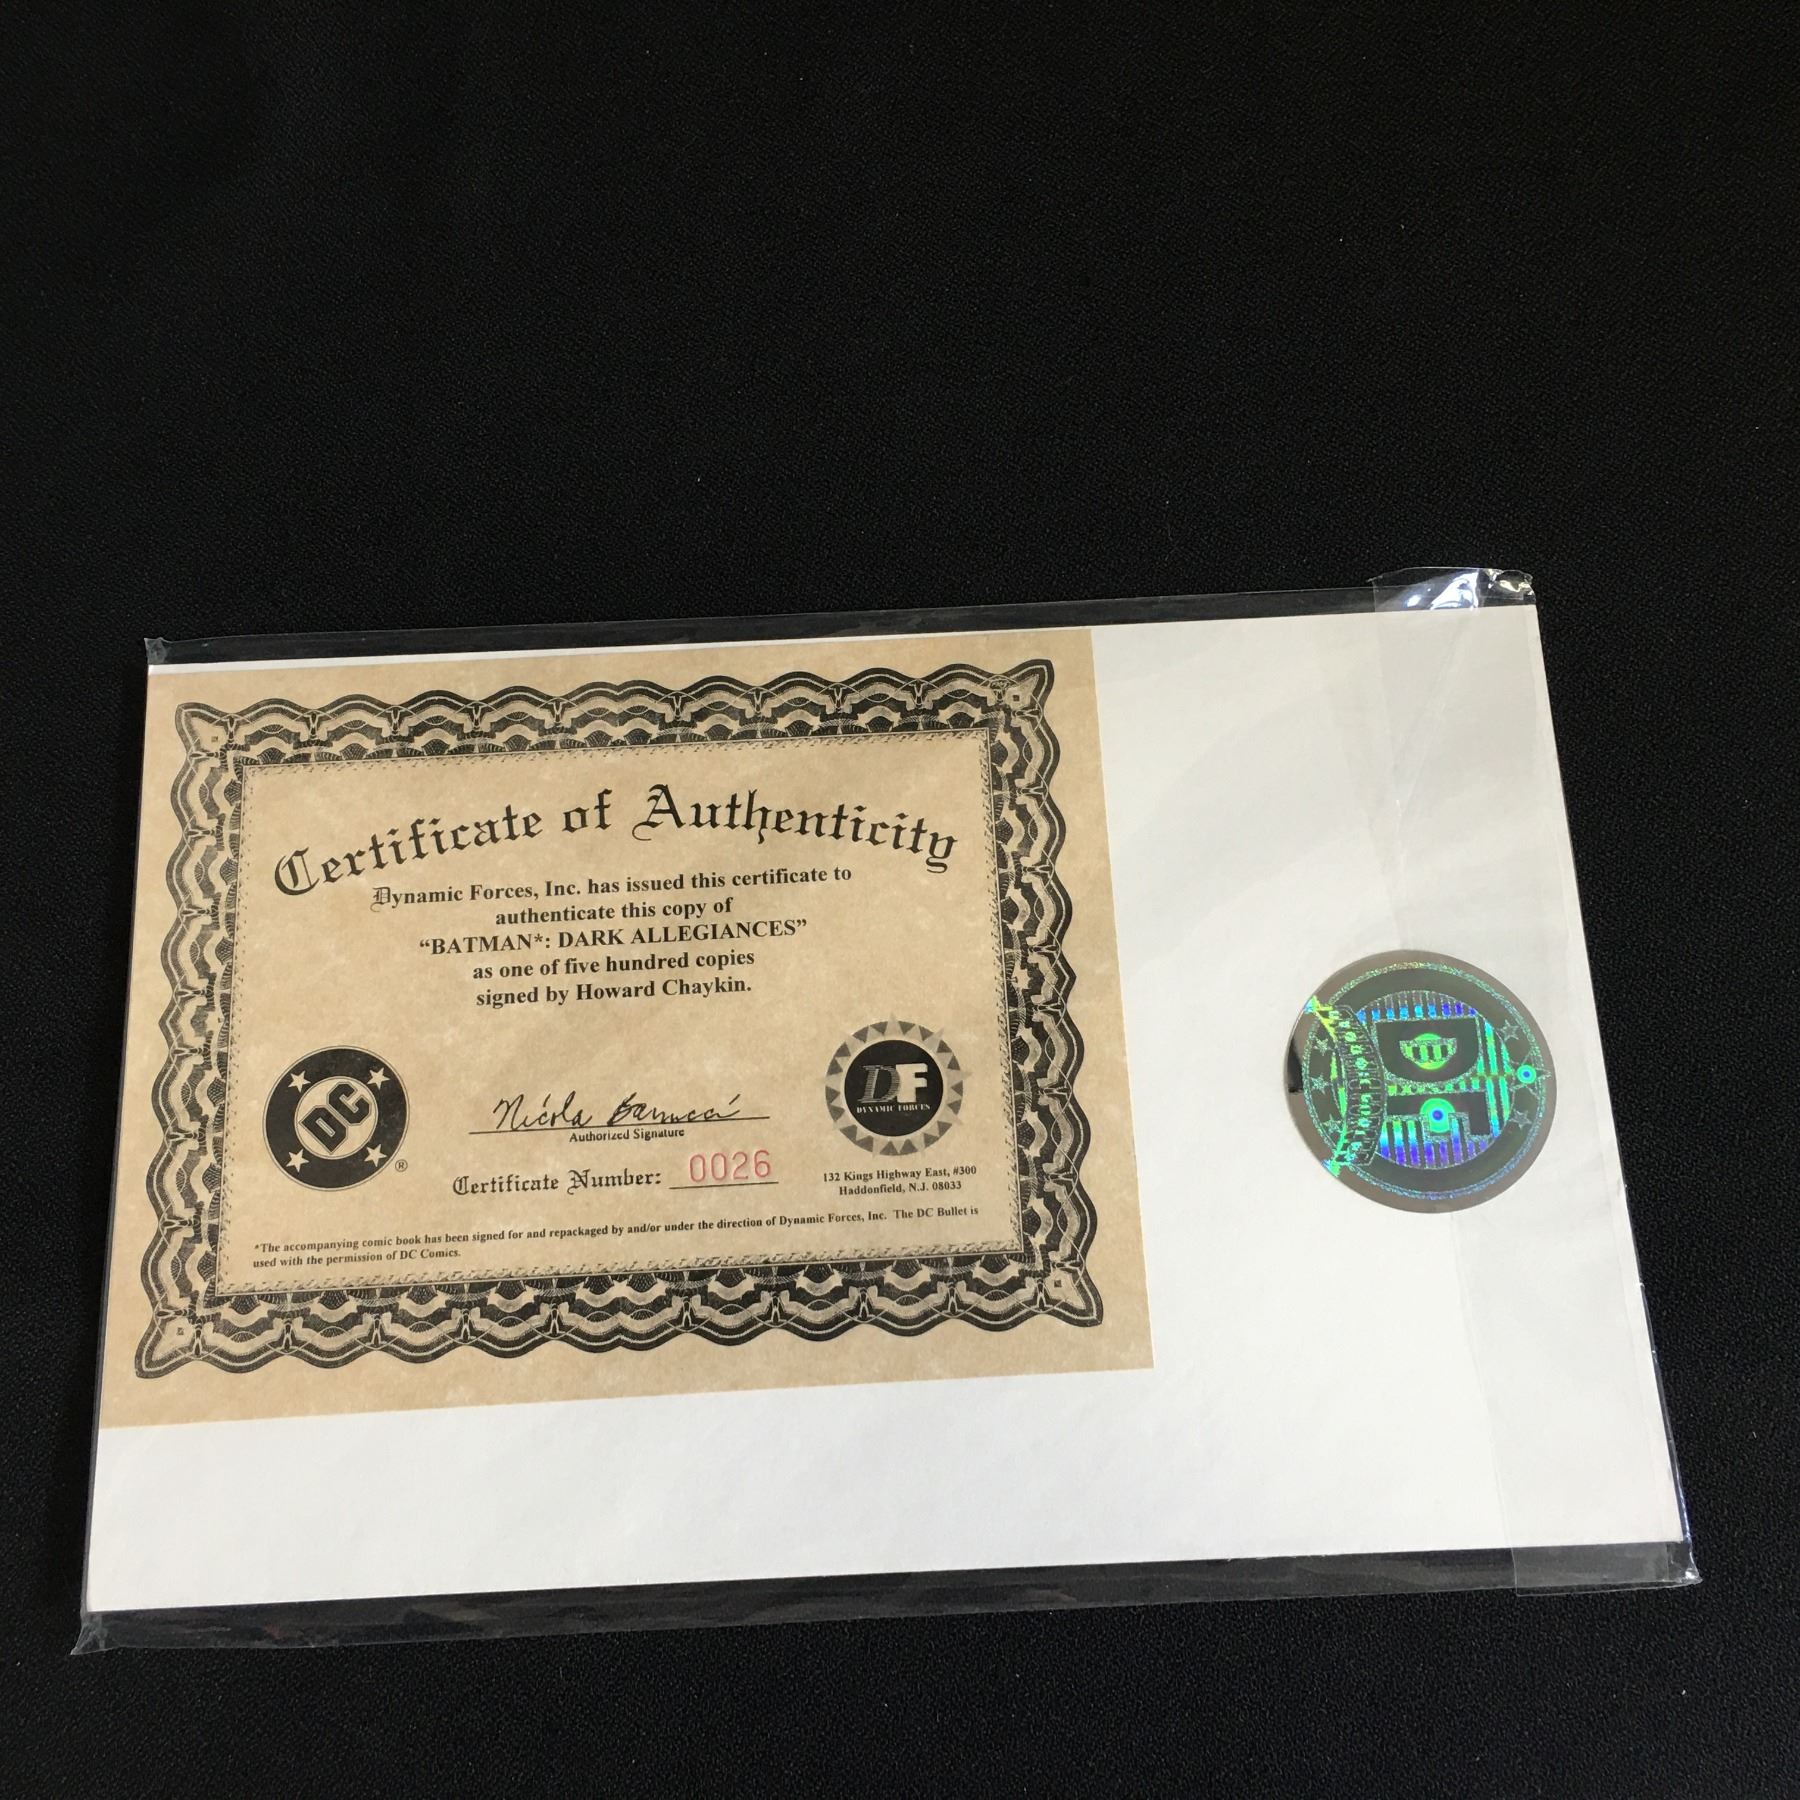 Certificate of Authenticity
Dynamic Forces, Inc. has issued this certificate to
authenticate this copy of
“BATMAN*: DARK ALLEGIANCES”
as one of five hundred copies
signed by Howard Chaykin.
DC
®
Nicola Barrucci
Authorized Signature
Certificate Number: 0026
DF
DYNAMIC FORCES
132 Kings Highway East, #300
Haddonfield, N.J. 08033
*The accompanying comic book has been signed for and repackaged by and/or under the direction of Dynamic Forces, Inc. The DC Bullet is
used with the permission of DC Comics.
DF